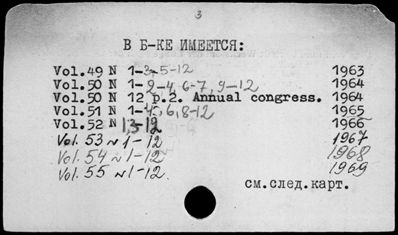 3
В Б-КЕ ИМЕЕТСЯ:
Vol.49 N 1-3,5-12 1963
Vol.50 N 1-2-4,6-7,9-12 1964
Vol.50 N 12 p.2. Annual congress. 1964
Vol.51 N 1-4,6,8-12 1965
Vol.52 N 1,3-12 1966
Vol. 53 N 1-12 1967
Vol. 54 N 1-12 1968
Vol. 55 N 1-12. 1969
см.след.карт.